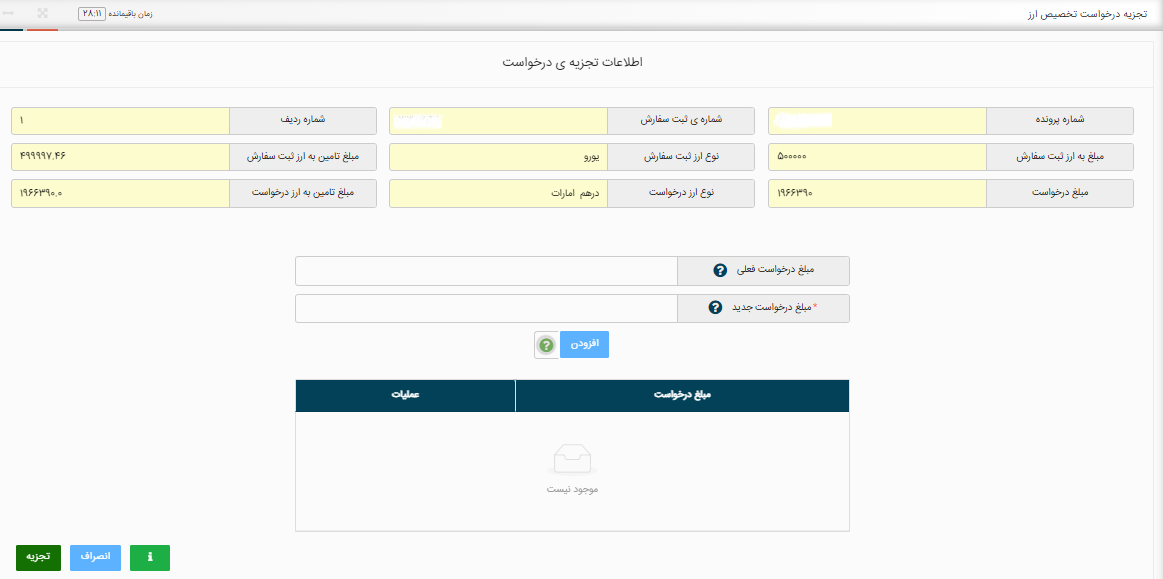 تجزیه درخواست تخصیص ارز
زمان باقیمانده ۲۸:۱۱
اطلاعات تجزیه ی درخواست
شماره پرونده
شماره ی ثبت سفارش
شماره ردیف ۱
مبلغ به ارز ثبت سفارش ۵۰۰۰۰۰
نوع ارز ثبت سفارش یورو
مبلغ تامین به ارز ثبت سفارش ۴۹۹۹۹۷.۴۶
مبلغ درخواست ۱۹۶۶۳۹۰
نوع ارز درخواست درهم امارات
مبلغ تامین به ارز درخواست ۱۹۶۶۳۹۰.۰
مبلغ درخواست فعلی ?
* مبلغ درخواست جدید ?
افزودن ?
مبلغ درخواست عملیات
موجود نیست
i انصراف تجزیه